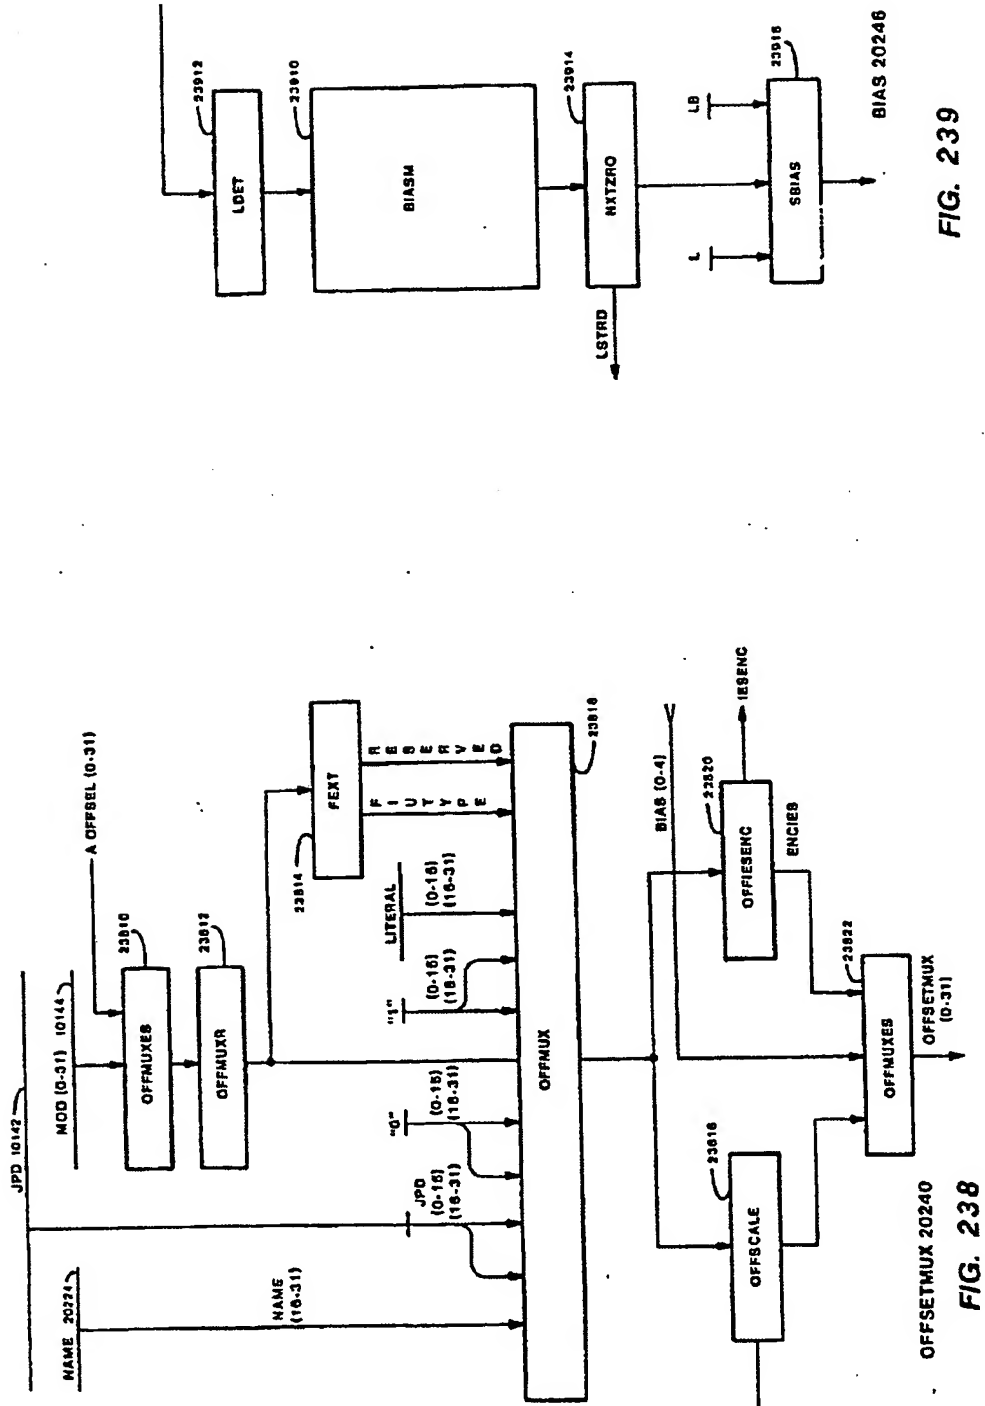 JPD 10142
MOD (0-31) 10144
A OFFSEL (0-31)
NAME 20224
23810
OFFMUXES
23812
OFFMUXR
23814
FEXT
NAME
(16-31)
JPD
(0-15)
(16-31)
"0"
(0-15)
(16-31)
"1"
(0-15)
(16-31)
LITERAL
(0-15)
(16-31)
FIUTYPE
RESERVED
OFFMUX
23816
23818
OFFSCALE
BIAS (0-4)
23820
OFFIESENC
IESENC
ENCIES
23822
OFFMUXES
OFFSETMUX
(0-31)
OFFSETMUX 20240
FIG. 238
23912
LDET
23910
BIASM
23914
NXTZRO
LSTRD
L
LB
23916
SBIAS
BIAS 20246
FIG. 239